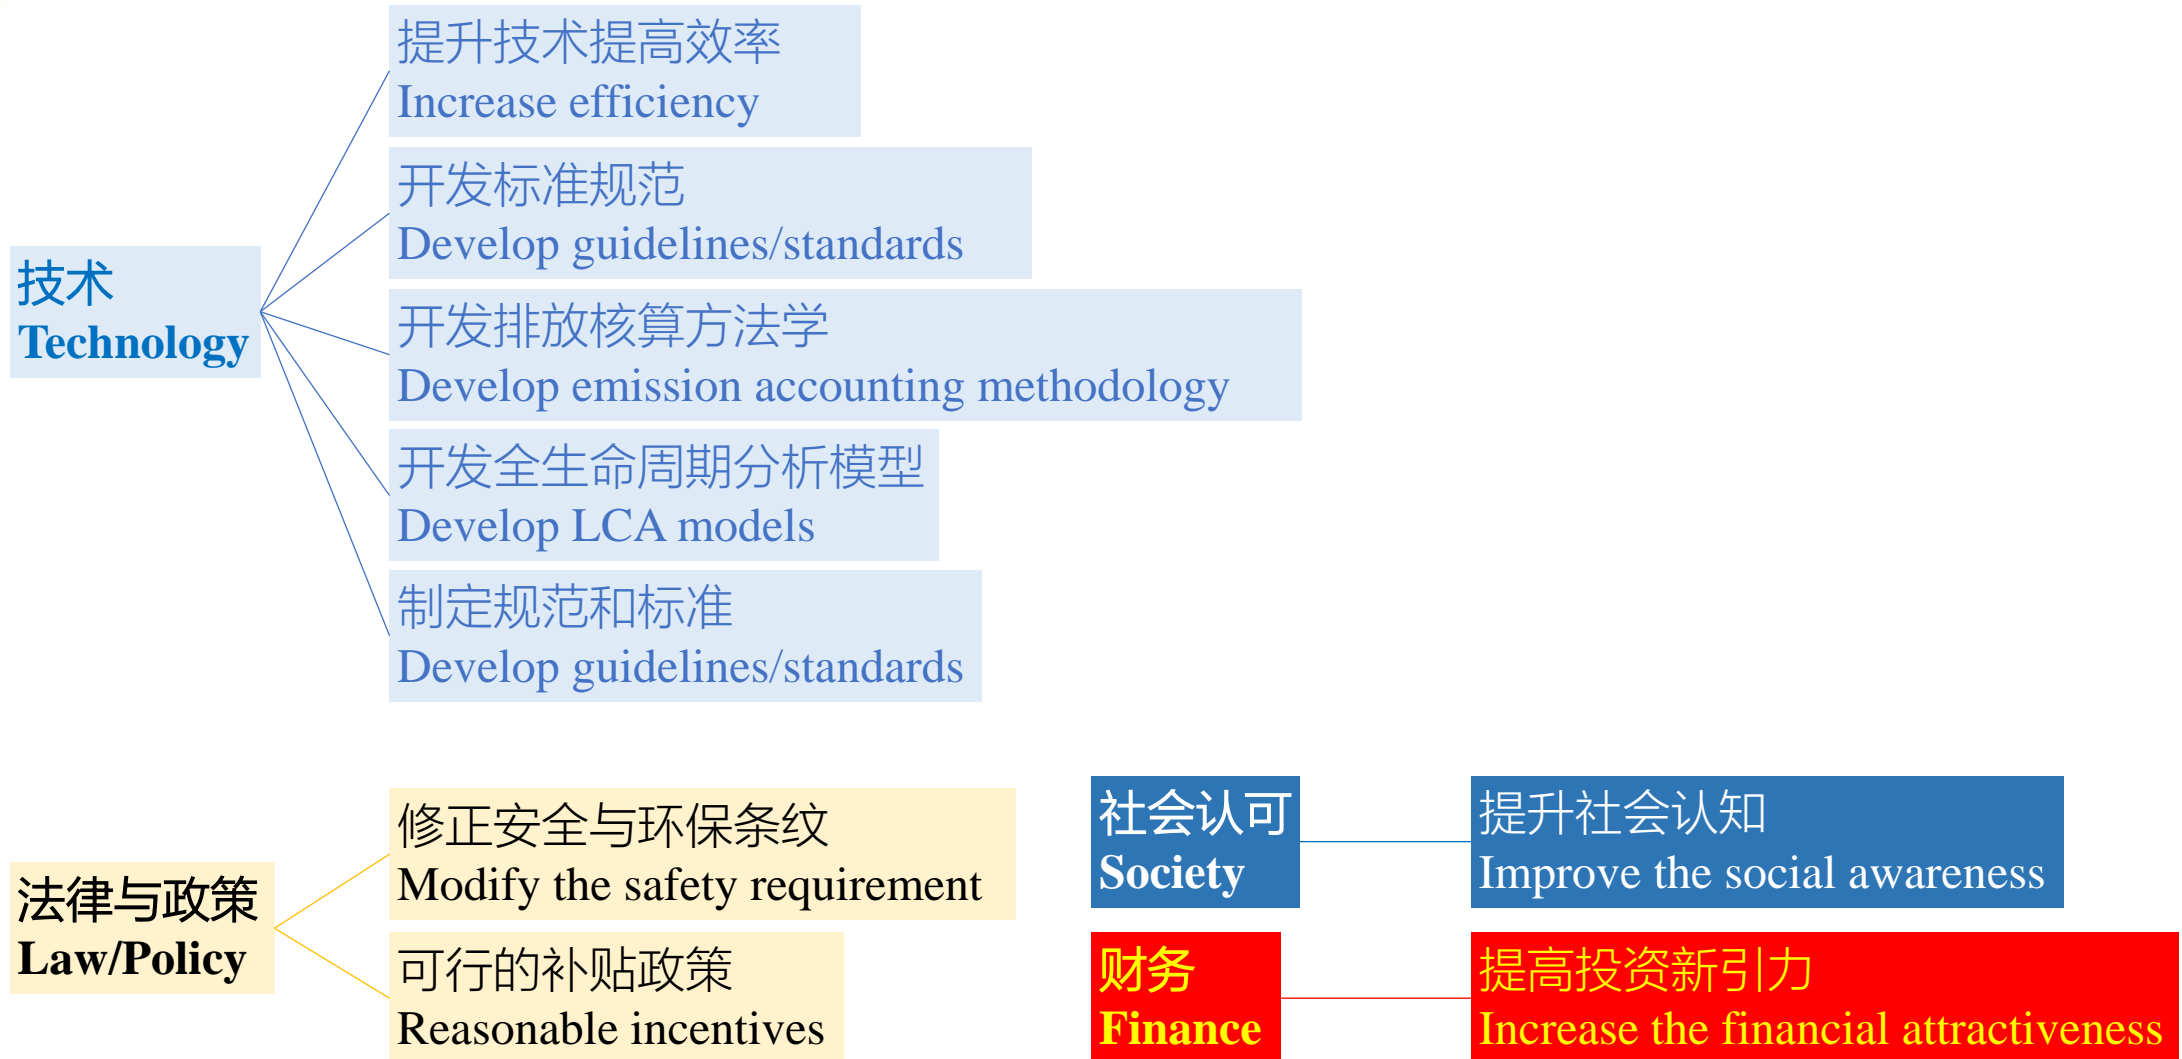 技术
Technology
提升技术提高效率
Increase efficiency
开发标准规范
Develop guidelines/standards
开发排放核算方法学
Develop emission accounting methodology
开发全生命周期分析模型
Develop LCA models
制定规范和标准
Develop guidelines/standards
法律与政策
Law/Policy
修正安全与环保条纹
Modify the safety requirement
可行的补贴政策
Reasonable incentives
社会认可
Society
提升社会认知
Improve the social awareness
财务
Finance
提高投资新引力
Increase the financial attractiveness